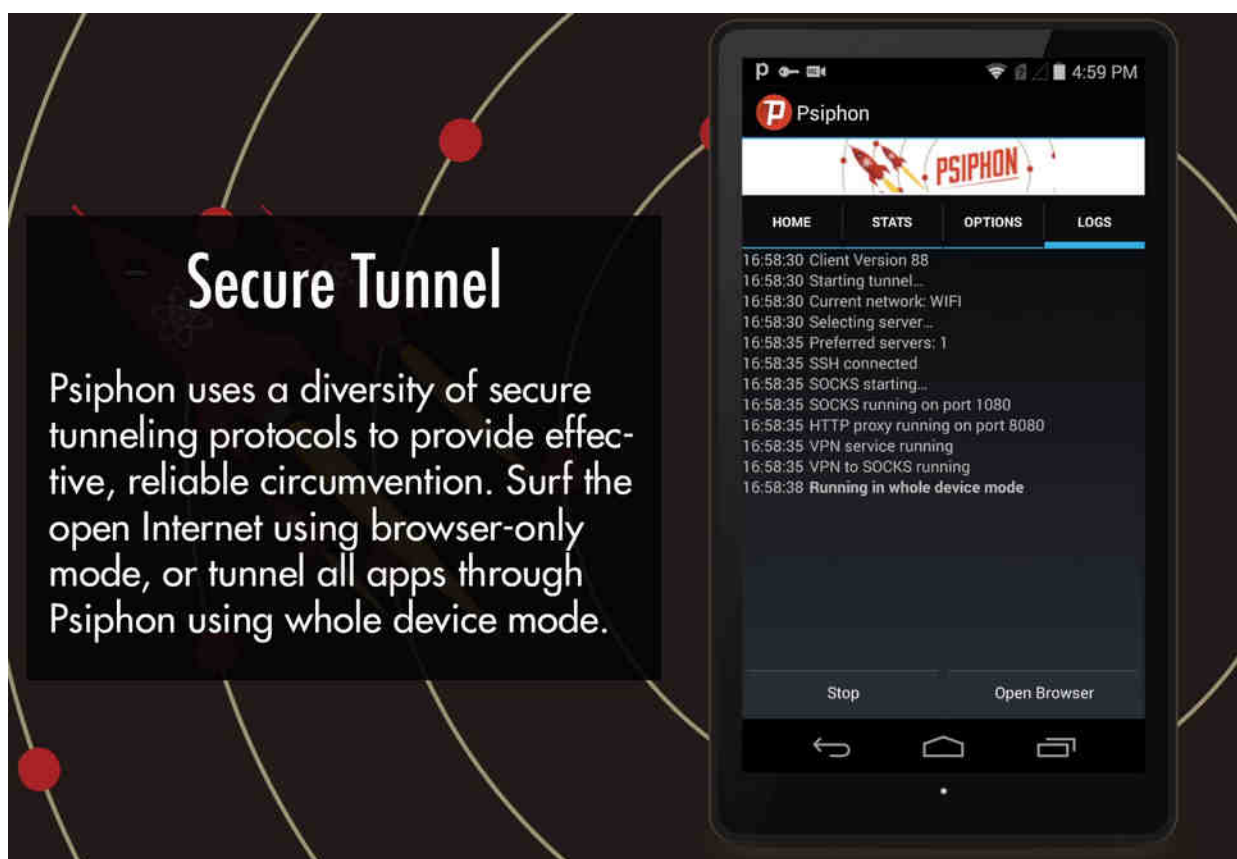 Secure Tunnel
Psiphon uses a diversity of secure
tunneling protocols to provide effec-
tive, reliable circumvention. Surf the
open Internet using browser-only
mode, or tunnel all apps through
Psiphon using whole device mode.
4:59 PM
Psiphon
PSIPHON
HOME STATS OPTIONS LOGS
16:58:30 Client Version 88
16:58:30 Starting tunnel…
16:58:30 Current network: WIFI
16:58:30 Selecting server…
16:58:35 Preferred servers: 1
16:58:35 SSH connected
16:58:35 SOCKS starting…
16:58:35 SOCKS running on port 1080
16:58:35 HTTP proxy running on port 8080
16:58:35 VPN service running
16:58:35 VPN to SOCKS running
16:58:38 Running in whole device mode
Stop Open Browser